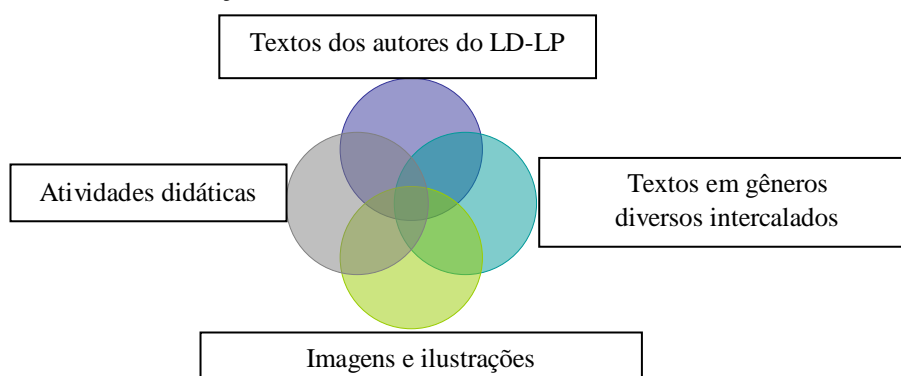 Textos dos autores do LD-LP
Atividades didáticas
Textos em gêneros
diversos intercalados
Imagens e ilustrações